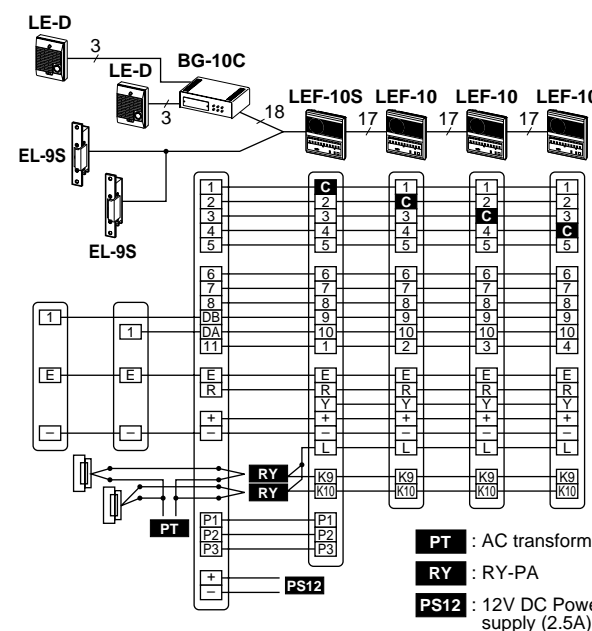 LE-D
3
LE-D
3
BG-10C
18
LEF-10S
17
LEF-10
17
LEF-10
17
LEF-10
EL-9S
EL-9S
1 C 1 1 1
2 2 C 2 2
3 3 3 C 3
4 4 4 4 C
5 5 5 5 5
6 6 6 6 6
7 7 7 7 7
8 8 8 8 8
1 DB 9 9 9 9
1 DA 10 10 10 10
11 1 2 3 4
E E E E E E E
R R R R R
Y Y Y Y
+ + + + +
– – – – – – –
L L L L
RY K9 K9 K9 K9
RY K10 K10 K10 K10
PT
P1 P1
P2 P2
P3 P3
+
–
PS12
PT : AC transform
RY : RY-PA
PS12 : 12V DC Powe
supply (2.5A)